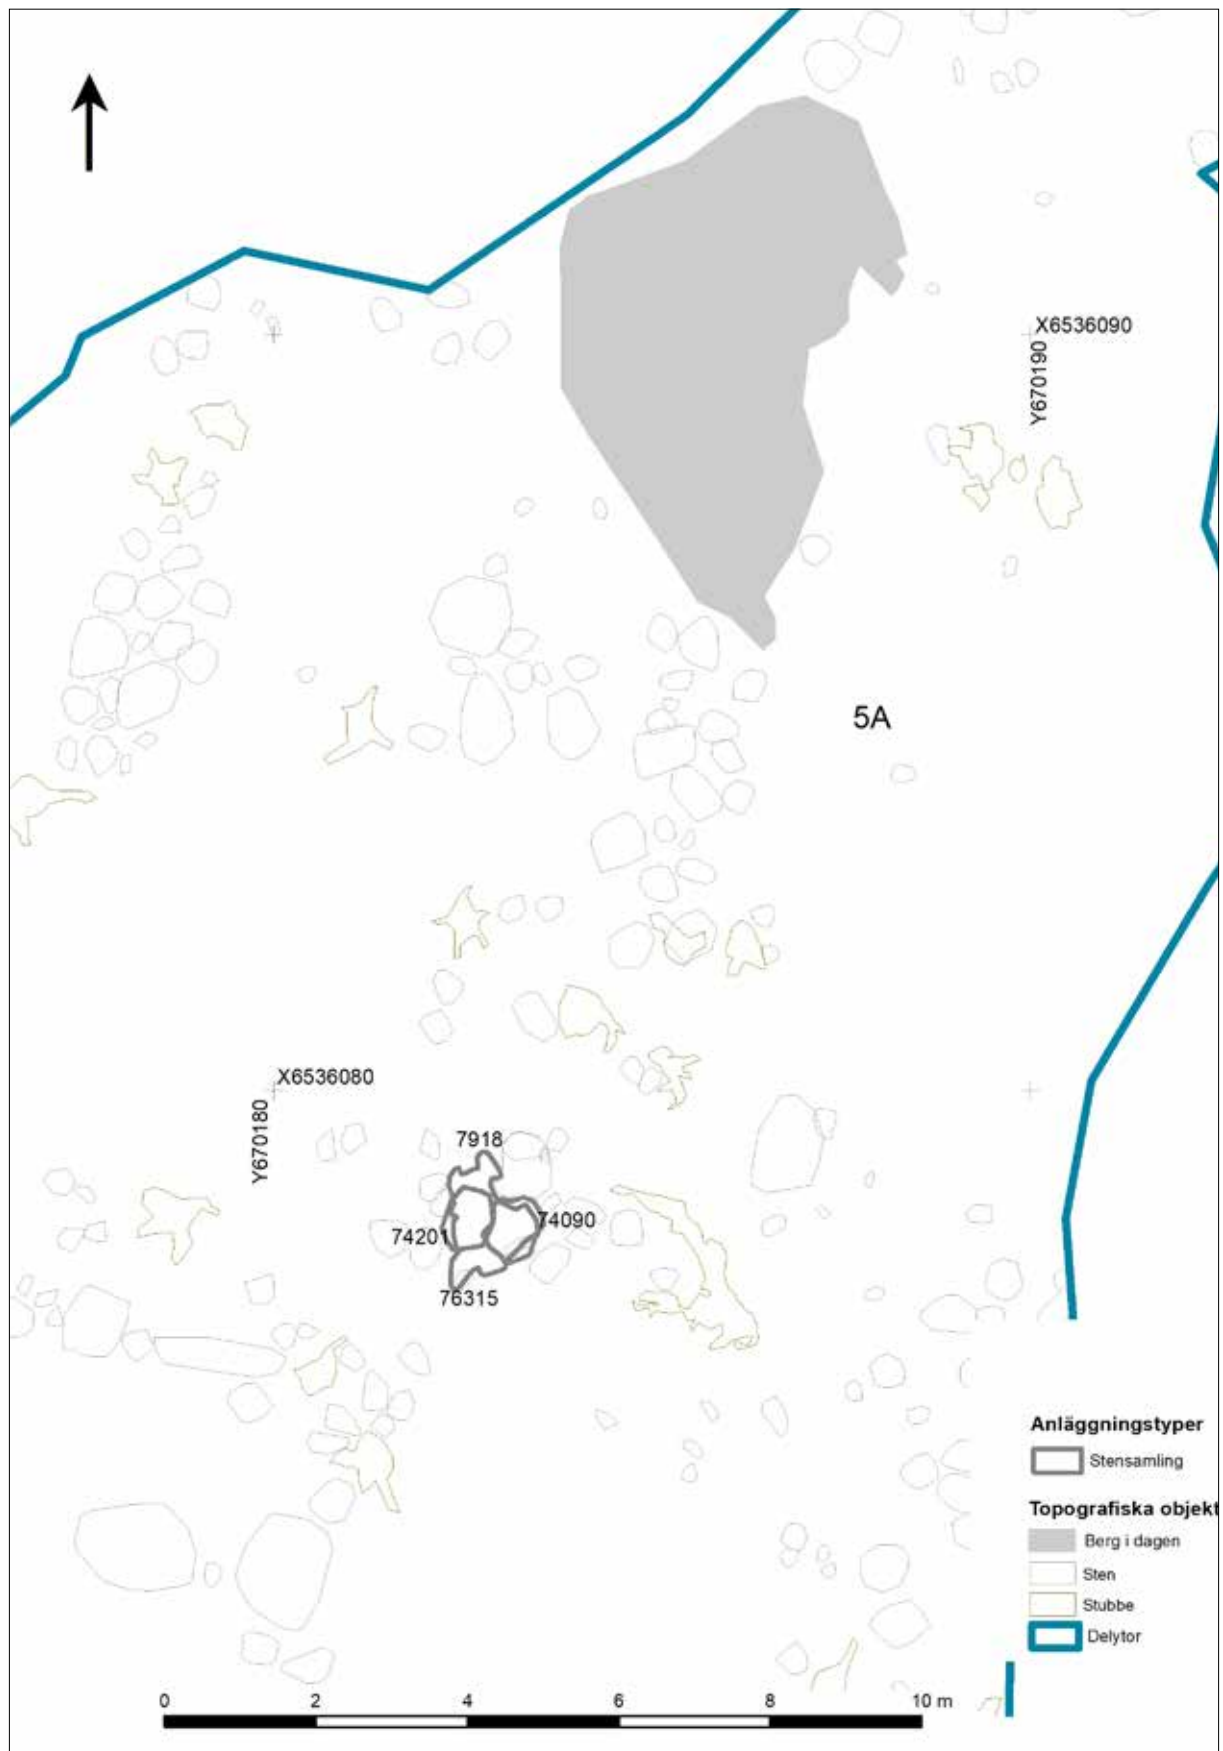 X6536090
Y670190
5A
X6536080
Y670180
7918
74090
74201
76315
Anläggningstyper
Stensamling
Topografiska objekt
Berg i dagen
Sten
Stubbe
Delytor
0 2 4 6 8 10 m